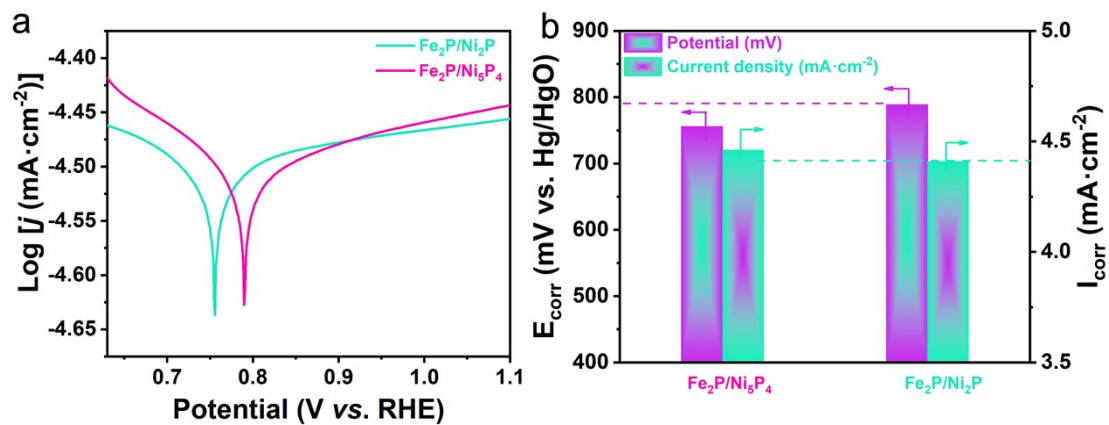 a
Log [j (mA·cm⁻²)]
-4.40
-4.45
-4.50
-4.55
-4.60
-4.65
Fe₂P/Ni₂P
Fe₂P/Ni₅P₄
0.7 0.8 0.9 1.0 1.1
Potential (V vs. RHE)
b
E_corr (mV vs. Hg/HgO)
900
800
700
600
500
400
Potential (mV)
Current density (mA·cm⁻²)
Fe₂P/Ni₅P₄ Fe₂P/Ni₂P
5.0
4.5
4.0
3.5
I_corr (mA·cm⁻²)